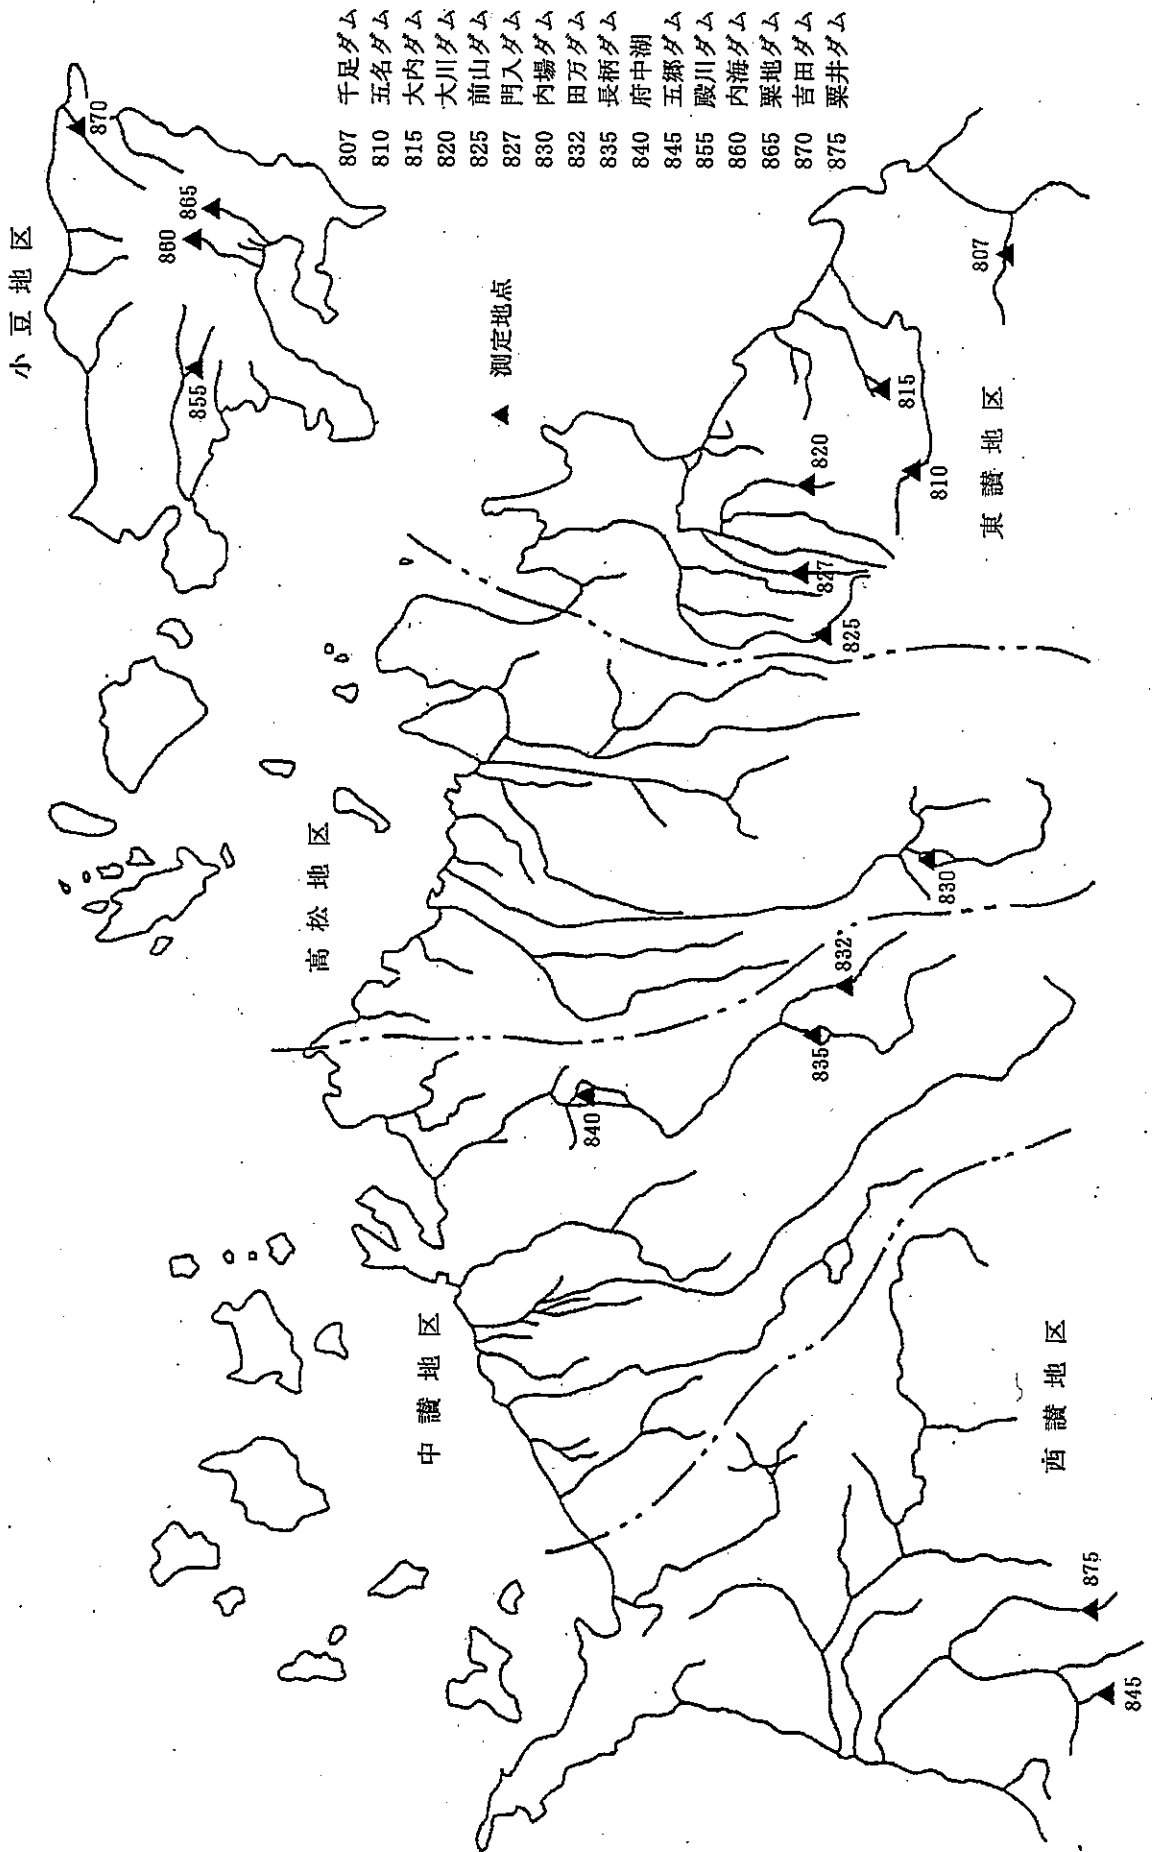 小豆地区
870
865
860
855
807 千足ダム
810 五名ダム
815 大内ダム
820 大川ダム
825 前山ダム
827 門入ダム
830 内場ダム
832 田万ダム
835 長柄ダム
840 府中湖
845 五郷ダム
855 殿川ダム
860 内海ダム
865 粟地ダム
870 吉田ダム
875 粟井ダム
▲ 測定地点
高松地区
中讃地区
西讃地区
東讃地区
807
815
810
820
827
825
830
832
835
840
875
845